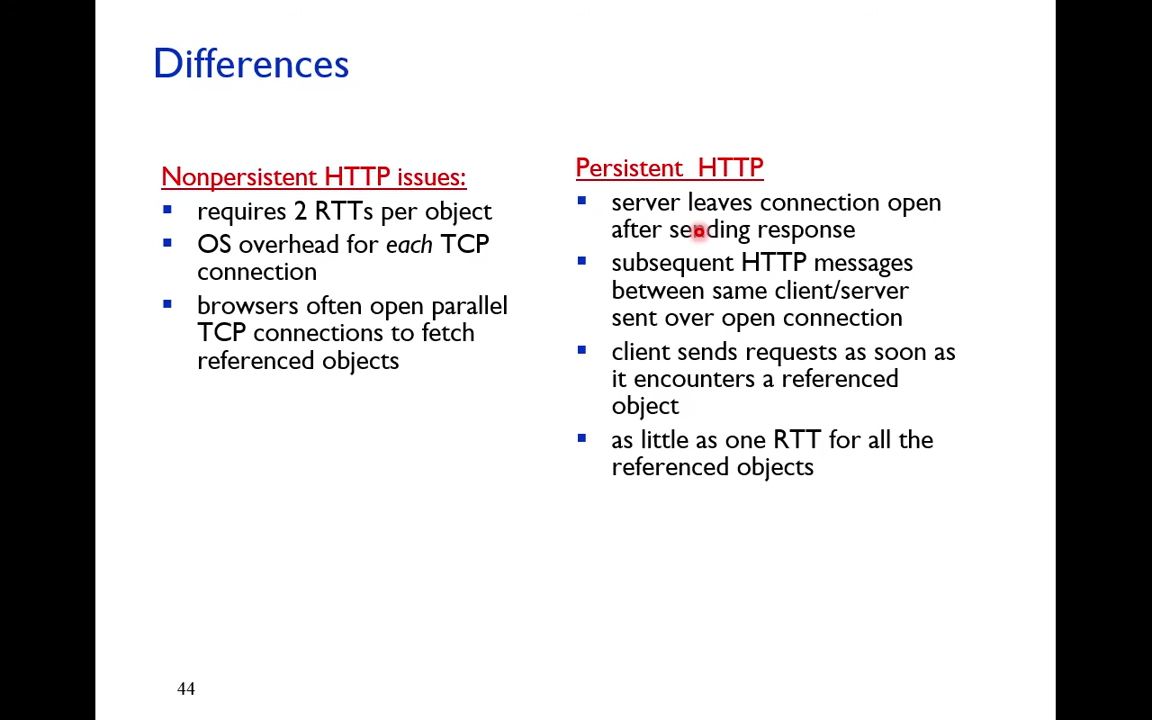 Differences
Nonpersistent HTTP issues:
▪ requires 2 RTTs per object
▪ OS overhead for each TCP
connection
▪ browsers often open parallel
TCP connections to fetch
referenced objects
Persistent HTTP
▪ server leaves connection open
after sending response
▪ subsequent HTTP messages
between same client/server
sent over open connection
▪ client sends requests as soon as
it encounters a referenced
object
▪ as little as one RTT for all the
referenced objects
44